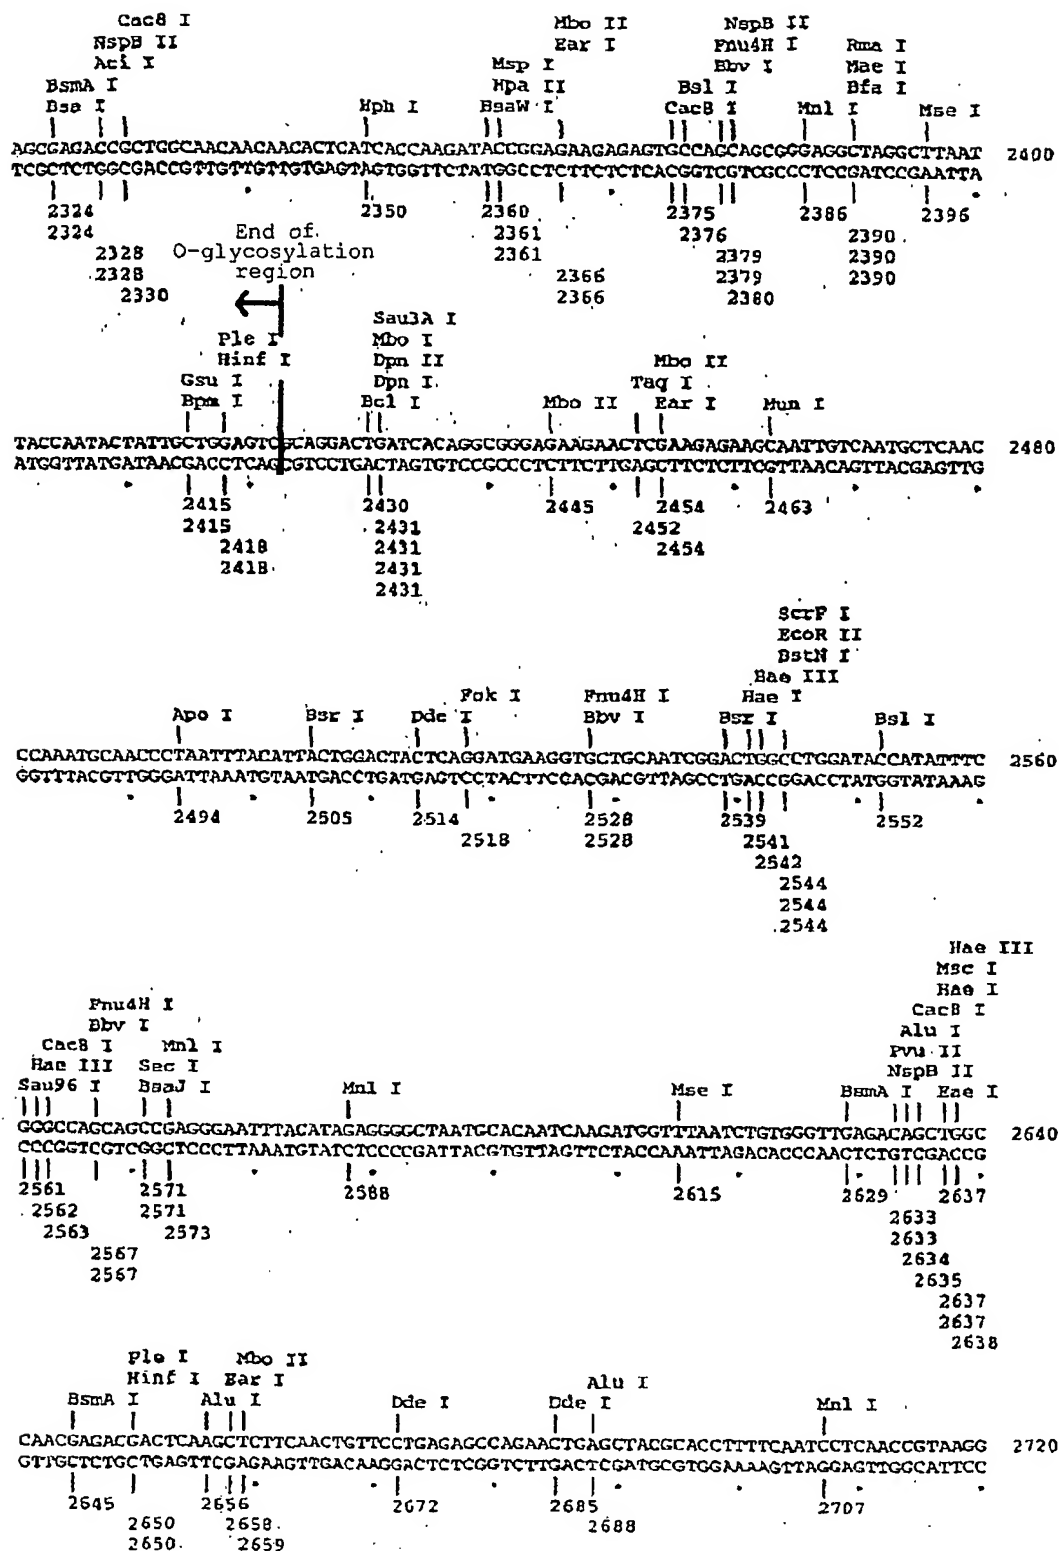 Cac8 I
NspB II Mbo II NspB II
Aci I Ear I Fnu4H I Rma I
BsmA I Msp I Bbv I Mae I
Bsa I Hph I Hpa II Bsl I Bfa I
BsaW I Cac8 I Mnl I Mse I
AGCGAGACCGCTGGCAACAACAACACTCATCACCAAGATACCGGAGAAGAGAGTGCCAGCAGCGGGAGGCTAGGCTTAAT 2400
TCGCTCTGGCGACCGTTGTTGTTGTGAGTAGTGGTTCTATGGCCTCTTCTCTCACGGTCGTCGCCCTCCGATCCGAATTA
2324 2350 2360 2375 2386 2390 2396
2324 End of 2361 2376 2390
2328 O-glycosylation 2361 2379 2390
2328 region 2366 2379
2330 2366 2380
Sau3A I
Ple I Mbo I
Hinf I Dpn II Mbo II
Gsu I Dpn I Taq I
Bpm I Bcl I Mbo II Ear I Mun I
TACCAATACTATTGCTGGAGTCGCAGGACTGATCACAGGCGGGAGAAGAACTCGAAGAGAAGCAATTGTCAATGCTCAAC 2480
ATGGTTATGATAACGACCTCAGCGTCCTGACTAGTGTCCGCCCTCTTCTTGAGCTTCTCTTCGTTAACAGTTACGAGTTG
2415 2430 2445 2454 2463
2415 2431 2452
2418 2431 2454
2418 2431
2431
ScrF I
EcoR II
BstN I
Hae III
Fok I Fnu4H I Hae I
Apo I Bsr I Dde I Bbv I Bsr I Bsl I
CCAAATGCAACCCTAATTTACATTACTGGACTACTCAGGATGAAGGTGCTGCAATCGGACTGGCCTGGATACCATATTTC 2560
GGTTTACGTTGGGATTAAATGTAATGACCTGATGAGTCCTACTTCCACGACGTTAGCCTGACCGGACCTATGGTATAAAG
2494 2505 2514 2528 2539 2552
2518 2528 2541
2542
2544
2544
2544
Hae III
Msc I
Fnu4H I Hae I
Bbv I Cac8 I
Cac8 I Mnl I Alu I
Hae III Sec I Pvu II
Sau96 I BsaJ I Mnl I Mse I NspB II
BsmA I Eae I
GGGCCAGCAGCCGAGGGAATTTACATAGAGGGGCTAATGCACAATCAAGATGGTTTAATCTGTGGGTTGAGACAGCTGGC 2640
CCCGGTCGTCGGCTCCCTTAAATGTATCTCCCCGATTACGTGTTAGTTCTACCAAATTAGACACCCAACTCTGTCGACCG
2561 2571 2588 2615 2629 2637
2562 2571 2633
2563 2573 2633
2567 2634
2567 2635
2637
2637
2638
Ple I Mbo II
Hinf I Ear I Alu I
BsmA I Alu I Dde I Dde I Mnl I
CAACGAGACGACTCAAGCTCTTCAACTGTTCCTGAGAGCCAGAACTGAGCTACGCACCTTTTCAATCCTCAACCGTAAGG 2720
GTTGCTCTGCTGAGTTCGAGAAGTTGACAAGGACTCTCGGTCTTGACTCGATGCGTGGAAAAGTTAGGAGTTGGCATTCC
2645 2656 2672 2685 2707
2650 2658 2688
2650 2659